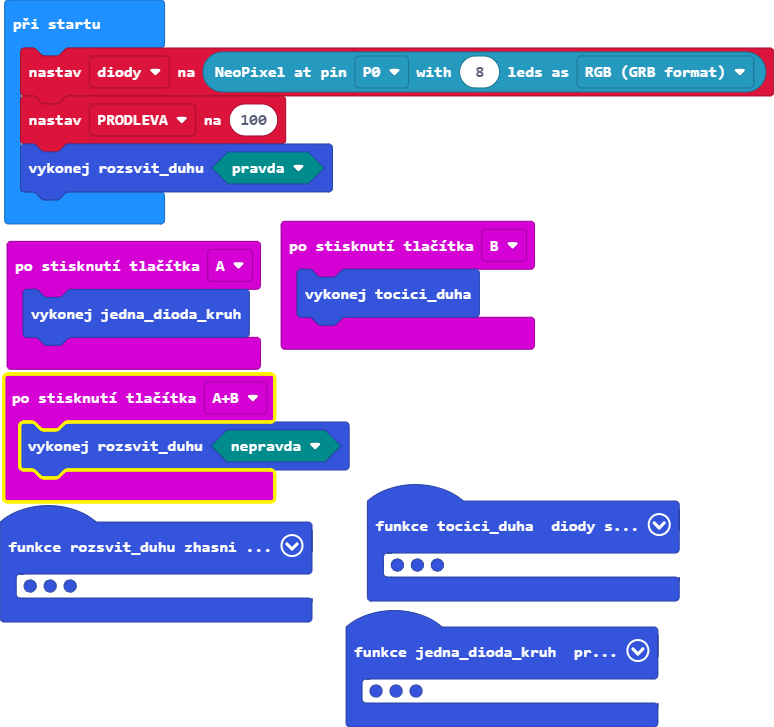 při startu
nastav diody na NeoPixel at pin P0 with 8 leds as RGB (GRB format)
nastav PRODLEVA na 100
vykonej rozsvit_duhu pravda
po stisknutí tlačítka A
vykonej jedna_dioda_kruh
po stisknutí tlačítka B
vykonej tocici_duha
po stisknutí tlačítka A+B
vykonej rozsvit_duhu nepravda
funkce rozsvit_duhu zhasni ...
funkce tocici_duha diody s...
funkce jedna_dioda_kruh pr...